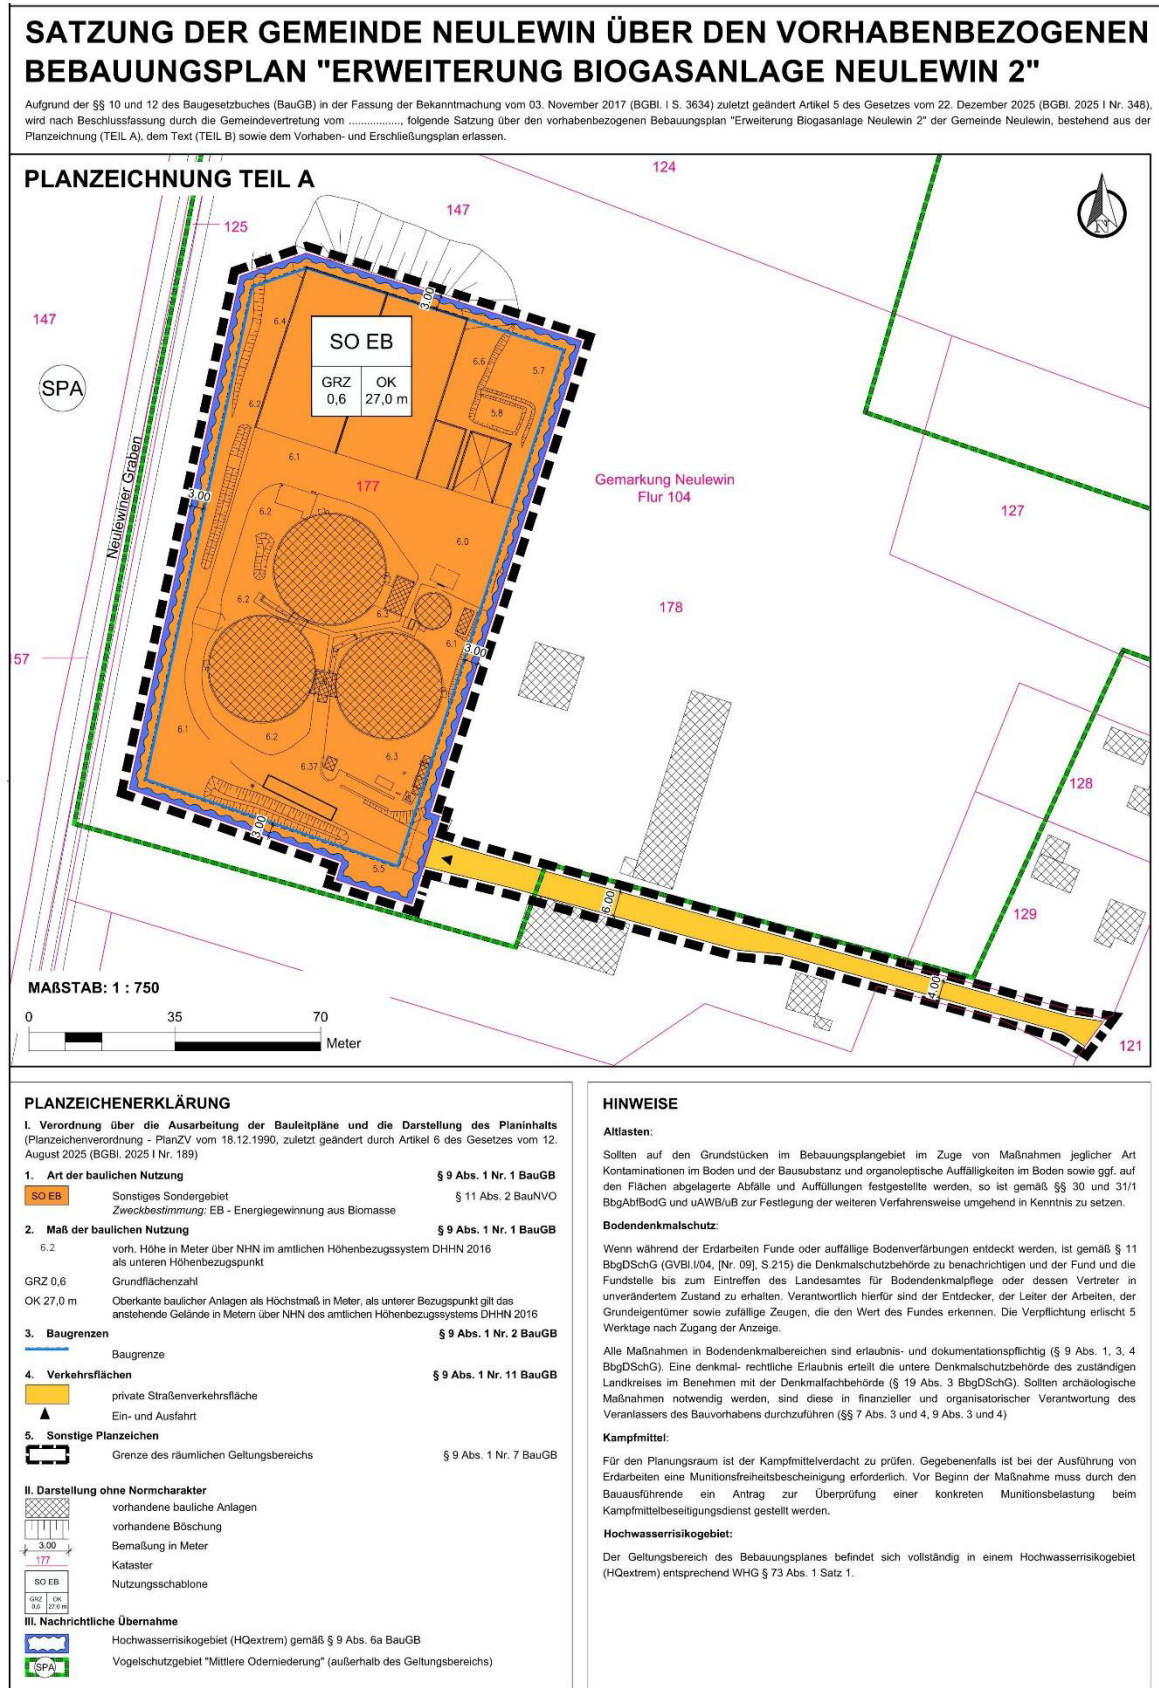 SATZUNG DER GEMEINDE NEULEWIN ÜBER DEN VORHABENBEZOGENEN
BEBAUUNGSPLAN "ERWEITERUNG BIOGASANLAGE NEULEWIN 2"
Aufgrund der §§ 10 und 12 des Baugesetzbuches (BauGB) in der Fassung der Bekanntmachung vom 03. November 2017 (BGBl. I S. 3634) zuletzt geändert Artikel 5 des Gesetzes vom 22. Dezember 2025 (BGBl. 2025 I Nr. 348),
wird nach Beschlussfassung durch die Gemeindevertretung vom ................, folgende Satzung über den vorhabenbezogenen Bebauungsplan "Erweiterung Biogasanlage Neulewin 2" der Gemeinde Neulewin, bestehend aus der
Planzeichnung (TEIL A), dem Text (TEIL B) sowie dem Vorhaben- und Erschließungsplan erlassen.
PLANZEICHNUNG TEIL A
124
147
125
N
3.00
147
6.4
SO EB
GRZ
0,6
OK
27,0 m
6.6
5.7
SPA
6.2
5.8
6.1
177
Gemarkung Neulewin
Flur 104
3.00
Neulewiner Graben
6.2
127
6.0
6.2
6.3
178
6.1
3.00
157
6.1
6.2
6.3
6.37
128
3.00
5.5
6.00
129
4.00
121
MAßSTAB: 1 : 750
0 35 70
Meter
PLANZEICHENERKLÄRUNG
I. Verordnung über die Ausarbeitung der Bauleitpläne und die Darstellung des Planinhalts
(Planzeichenverordnung - PlanZV vom 18.12.1990, zuletzt geändert durch Artikel 6 des Gesetzes vom 12.
August 2025 (BGBl. 2025 I Nr. 189)
1. Art der baulichen Nutzung § 9 Abs. 1 Nr. 1 BauGB
SO EB Sonstiges Sondergebiet § 11 Abs. 2 BauNVO
Zweckbestimmung: EB - Energiegewinnung aus Biomasse
2. Maß der baulichen Nutzung § 9 Abs. 1 Nr. 1 BauGB
6.2 vorh. Höhe in Meter über NHN im amtlichen Höhenbezugssystem DHHN 2016
als unteren Höhenbezugspunkt
GRZ 0,6 Grundflächenzahl
OK 27,0 m Oberkante baulicher Anlagen als Höchstmaß in Meter, als unterer Bezugspunkt gilt das
anstehende Gelände in Metern über NHN des amtlichen Höhenbezugssystems DHHN 2016
3. Baugrenzen § 9 Abs. 1 Nr. 2 BauGB
Baugrenze
4. Verkehrsflächen § 9 Abs. 1 Nr. 11 BauGB
private Straßenverkehrsfläche
Ein- und Ausfahrt
5. Sonstige Planzeichen
Grenze des räumlichen Geltungsbereichs § 9 Abs. 1 Nr. 7 BauGB
II. Darstellung ohne Normcharakter
vorhandene bauliche Anlagen
vorhandene Böschung
3.00 Bemaßung in Meter
177 Kataster
SO EB Nutzungsschablone
GRZ 0,6 OK 27,0 m
III. Nachrichtliche Übernahme
Hochwasserrisikogebiet (HQextrem) gemäß § 9 Abs. 6a BauGB
SPA Vogelschutzgebiet "Mittlere Oderniederung" (außerhalb des Geltungsbereichs)
HINWEISE
Altlasten:
Sollten auf den Grundstücken im Bebauungsplangebiet im Zuge von Maßnahmen jeglicher Art
Kontaminationen im Boden und der Bausubstanz und organoleptische Auffälligkeiten im Boden sowie ggf. auf
den Flächen abgelagerte Abfälle und Auffüllungen festgestellte werden, so ist gemäß §§ 30 und 31/1
BbgAbfBodG und uAWB/uB zur Festlegung der weiteren Verfahrensweise umgehend in Kenntnis zu setzen.
Bodendenkmalschutz:
Wenn während der Erdarbeiten Funde oder auffällige Bodenverfärbungen entdeckt werden, ist gemäß § 11
BbgDSchG (GVBl.I/04, [Nr. 09], S.215) die Denkmalschutzbehörde zu benachrichtigen und der Fund und die
Fundstelle bis zum Eintreffen des Landesamtes für Bodendenkmalpflege oder dessen Vertreter in
unverändertem Zustand zu erhalten. Verantwortlich hierfür sind der Entdecker, der Leiter der Arbeiten, der
Grundeigentümer sowie zufällige Zeugen, die den Wert des Fundes erkennen. Die Verpflichtung erlischt 5
Werktage nach Zugang der Anzeige.
Alle Maßnahmen in Bodendenkmalbereichen sind erlaubnis- und dokumentationspflichtig (§ 9 Abs. 1, 3, 4
BbgDSchG). Eine denkmal- rechtliche Erlaubnis erteilt die untere Denkmalschutzbehörde des zuständigen
Landkreises im Benehmen mit der Denkmalfachbehörde (§ 19 Abs. 3 BbgDSchG). Sollten archäologische
Maßnahmen notwendig werden, sind diese in finanzieller und organisatorischer Verantwortung des
Veranlassers des Bauvorhabens durchzuführen (§§ 7 Abs. 3 und 4, 9 Abs. 3 und 4)
Kampfmittel:
Für den Planungsraum ist der Kampfmittelverdacht zu prüfen. Gegebenenfalls ist bei der Ausführung von
Erdarbeiten eine Munitionsfreiheitsbescheinigung erforderlich. Vor Beginn der Maßnahme muss durch den
Bauausführende ein Antrag zur Überprüfung einer konkreten Munitionsbelastung beim
Kampfmittelbeseitigungsdienst gestellt werden.
Hochwasserrisikogebiet:
Der Geltungsbereich des Bebauungsplanes befindet sich vollständig in einem Hochwasserrisikogebiet
(HQextrem) entsprechend WHG § 73 Abs. 1 Satz 1.